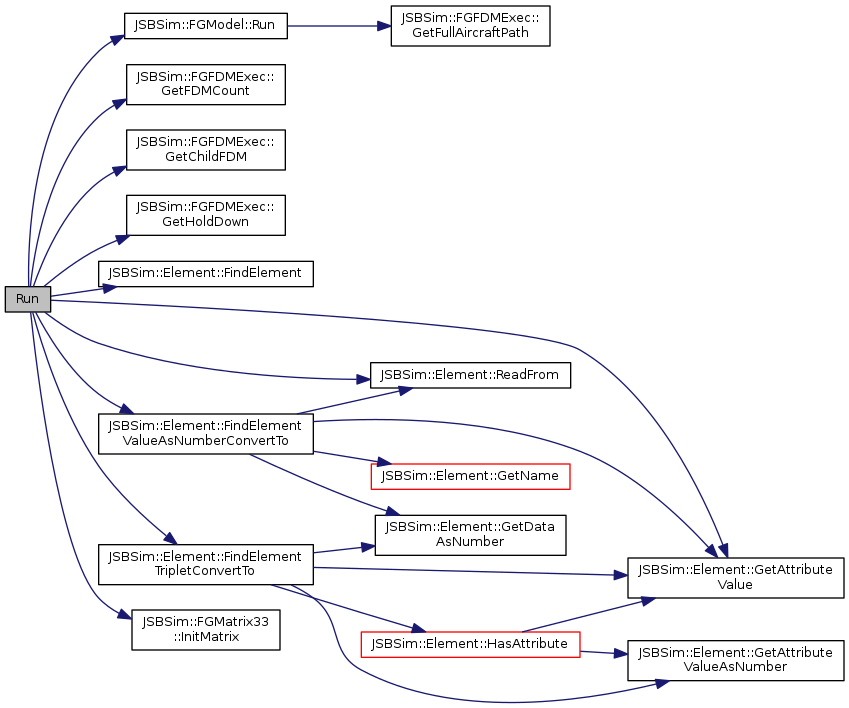 JSBSim::FGModel::Run
JSBSim::FGFDMExec::
GetFullAircraftPath
JSBSim::FGFDMExec::
GetFDMCount
JSBSim::FGFDMExec::
GetChildFDM
JSBSim::FGFDMExec::
GetHoldDown
JSBSim::Element::FindElement
Run
JSBSim::Element::ReadFrom
JSBSim::Element::FindElement
ValueAsNumberConvertTo
JSBSim::Element::GetName
JSBSim::Element::GetData
AsNumber
JSBSim::Element::FindElement
TripletConvertTo
JSBSim::Element::GetAttribute
Value
JSBSim::FGMatrix33
::InitMatrix
JSBSim::Element::HasAttribute
JSBSim::Element::GetAttribute
ValueAsNumber